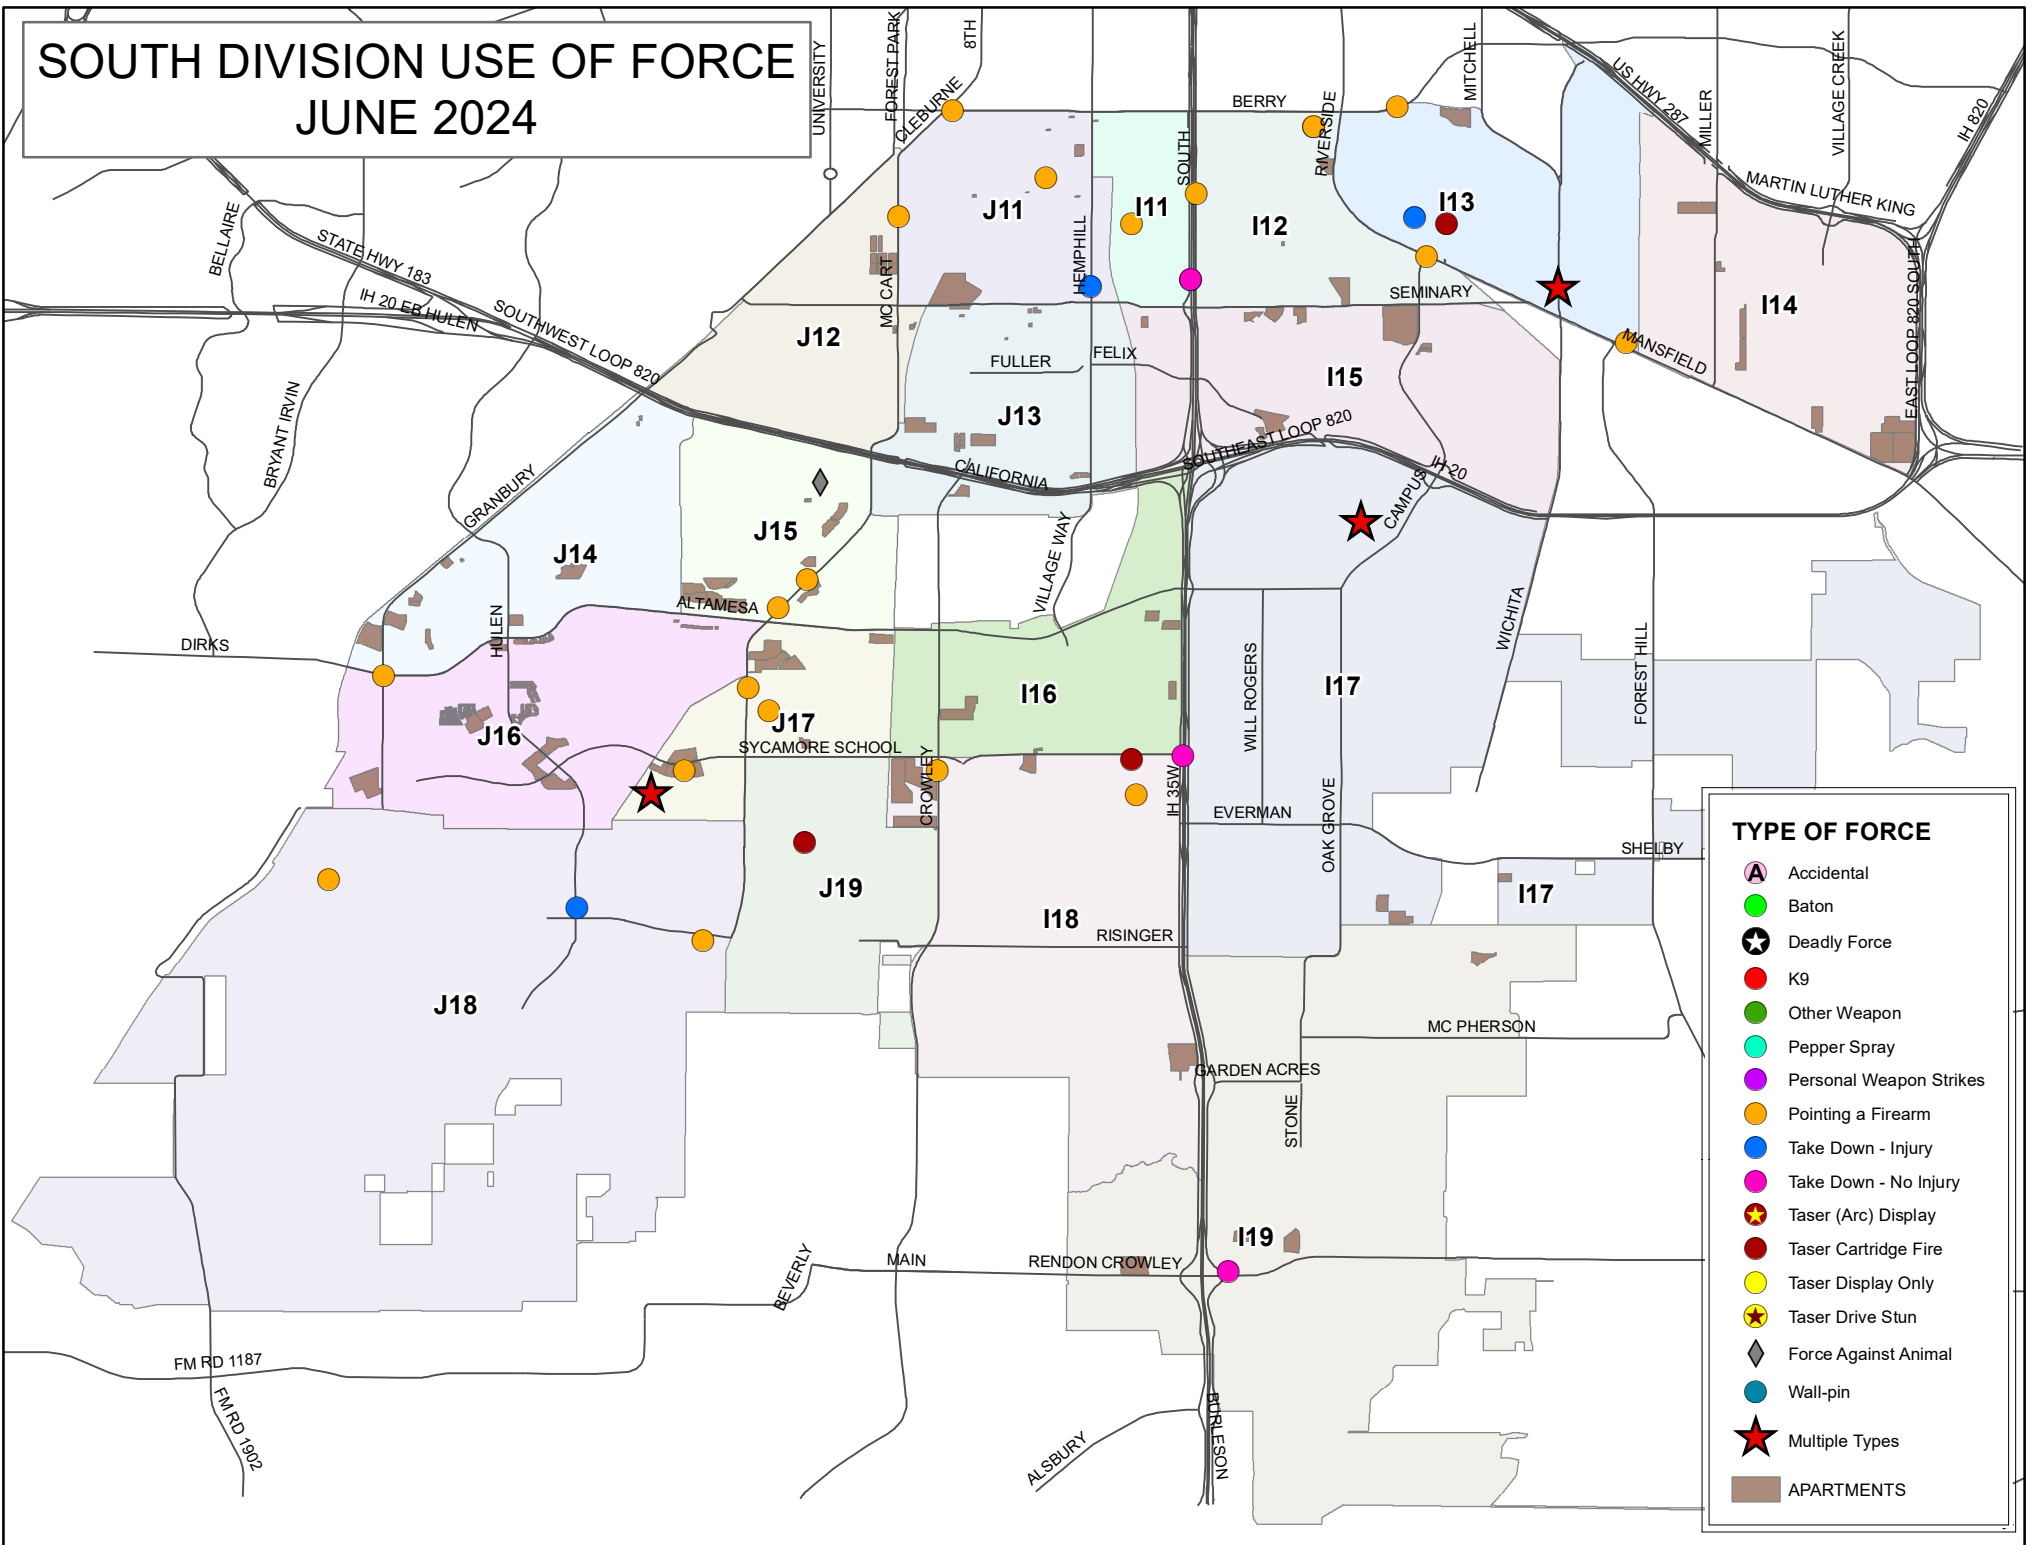 SOUTH DIVISION USE OF FORCE
JUNE 2024
UNIVERSITY
FOREST PARK
8TH
CLEBURNE
BERRY
RIVERSIDE
MITCHELL
US HWY 287
MILLER
VILLAGE CREEK
IH 820
MARTIN LUTHER KING
SOUTH
HEMPHILL
J11
I11
I12
I13
I14
BELLAIRE
STATE HWY 183
IH 20 EB HULEN
SOUTHWEST LOOP 820
MC CART
J12
SEMINARY
MANSFIELD
EAST LOOP 820 SOUTH
FULLER
FELIX
I15
J13
BRYANT IRVIN
GRANBURY
CALIFORNIA
SOUTHEAST LOOP 820
IH 20
CAMPUS
J15
J14
VILLAGE WAY
ALTAMESA
HULEN
DIRKS
WICHITA
WILL ROGERS
FOREST HILL
I16
I17
J16
J17
SYCAMORE SCHOOL
CROWLEY
IH 35W
EVERMAN
OAK GROVE
SHELBY
J19
I17
I18
RISINGER
J18
MC PHERSON
GARDEN ACRES
STONE
I19
BEVERLY
MAIN
RENDON CROWLEY
FM RD 1187
FM RD 1902
ALSBURY
BURLESON
TYPE OF FORCE
A Accidental
Baton
Deadly Force
K9
Other Weapon
Pepper Spray
Personal Weapon Strikes
Pointing a Firearm
Take Down - Injury
Take Down - No Injury
Taser (Arc) Display
Taser Cartridge Fire
Taser Display Only
Taser Drive Stun
Force Against Animal
Wall-pin
Multiple Types
APARTMENTS